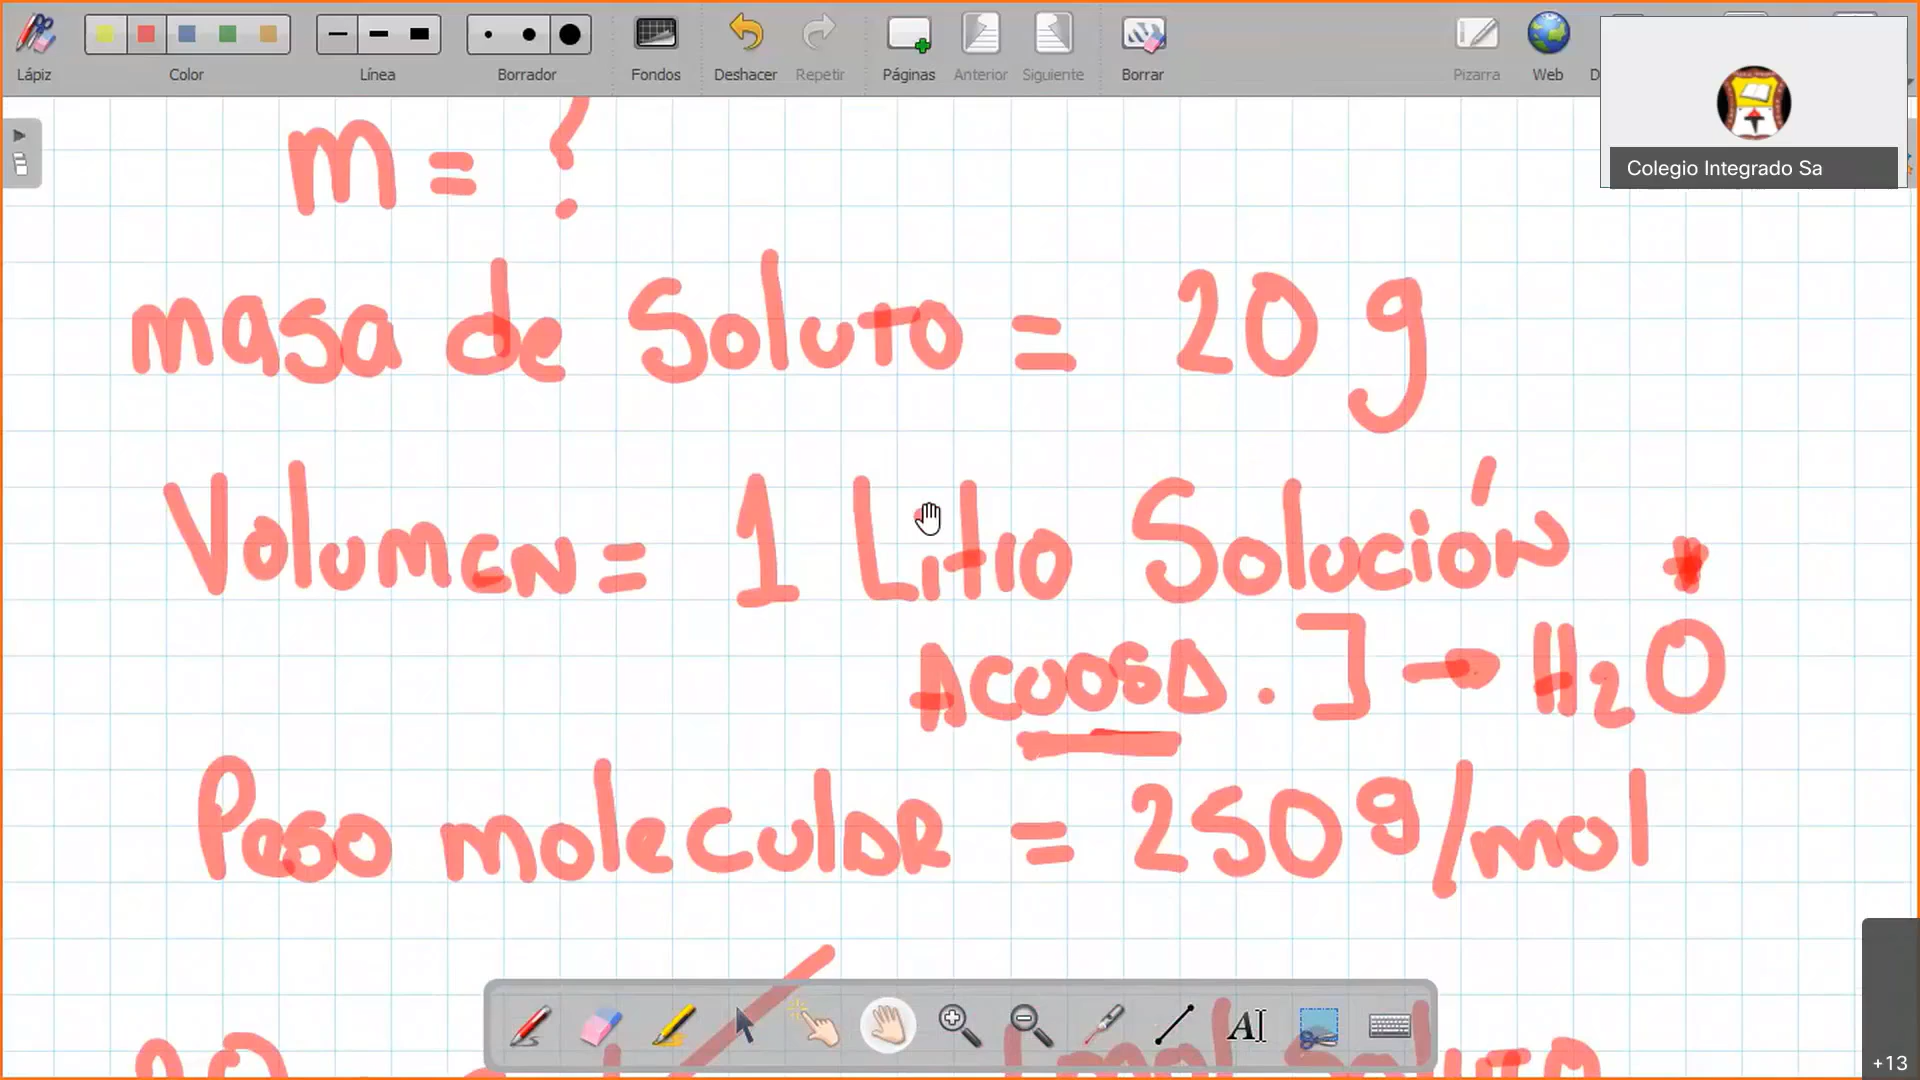 Lápiz Color Línea Borrador Fondos Deshacer Repetir Páginas Anterior Siguiente Borrar Pizarra Web
Colegio Integrado Sa
m = ?
masa de Soluto = 20 g
Volumen = 1 Litro Solución *
Acuosa. ] → H2O
Peso molecular = 250 g/mol
+13